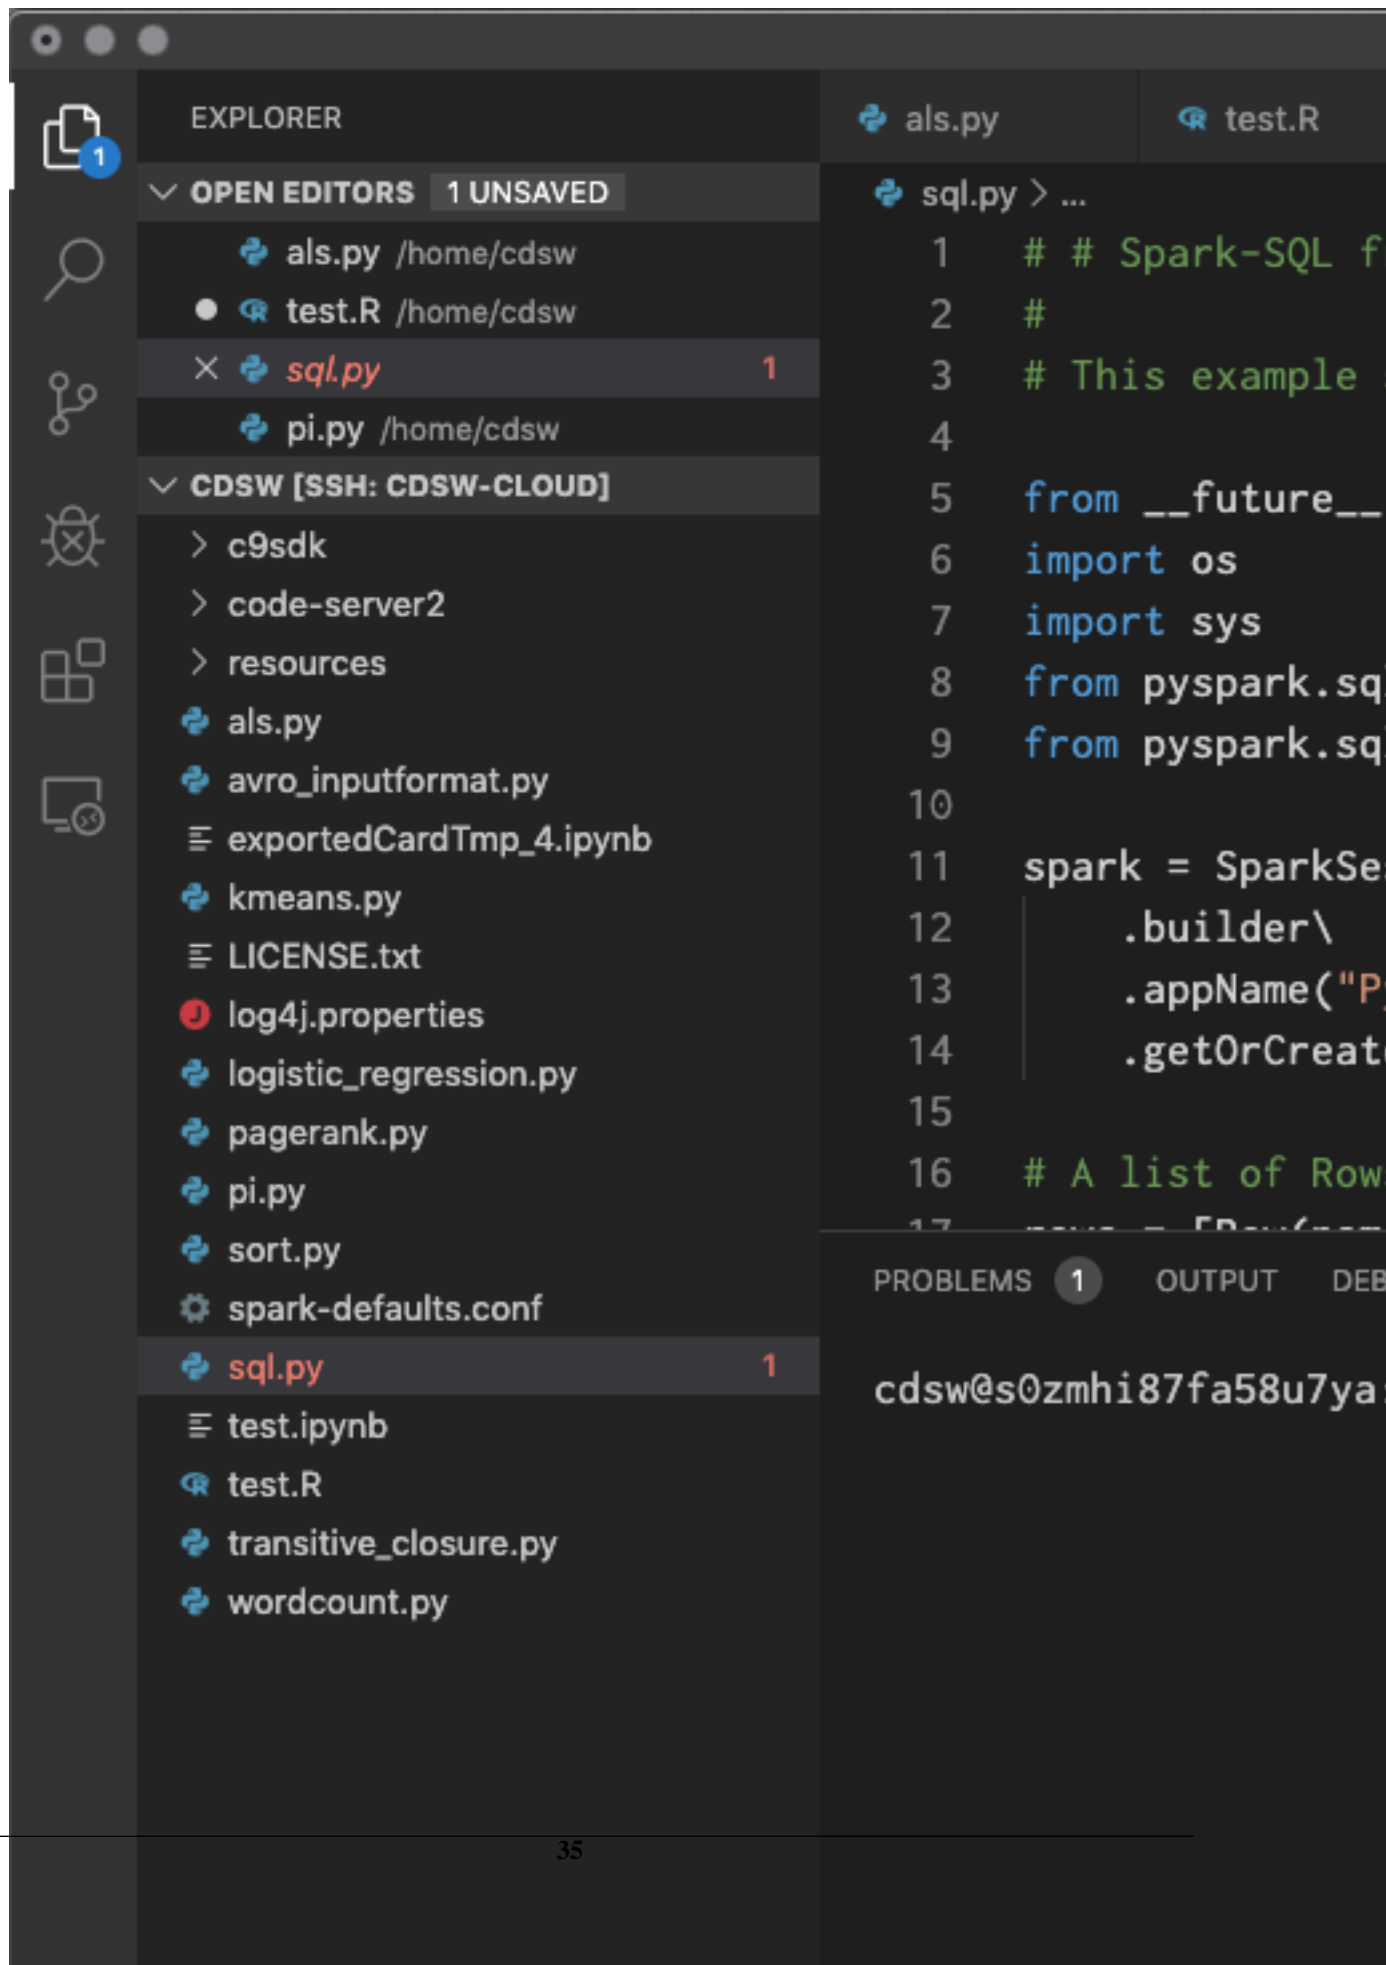 EXPLORER
OPEN EDITORS 1 UNSAVED
als.py /home/cdsw
test.R /home/cdsw
sql.py 1
pi.py /home/cdsw
CDSW [SSH: CDSW-CLOUD]
c9sdk
code-server2
resources
als.py
avro_inputformat.py
exportedCardTmp_4.ipynb
kmeans.py
LICENSE.txt
log4j.properties
logistic_regression.py
pagerank.py
pi.py
sort.py
spark-defaults.conf
sql.py 1
test.ipynb
test.R
transitive_closure.py
wordcount.py
1
als.py test.R
sql.py > ...
1 # # Spark-SQL f
2 #
3 # This example
4
5 from __future__
6 import os
7 import sys
8 from pyspark.sql
9 from pyspark.sql
10
11 spark = SparkSe
12 .builder\
13 .appName("P
14 .getOrCreat
15
16 # A list of Row
17
PROBLEMS 1 OUTPUT DEB
cdsw@s0zmhi87fa58u7ya:
35